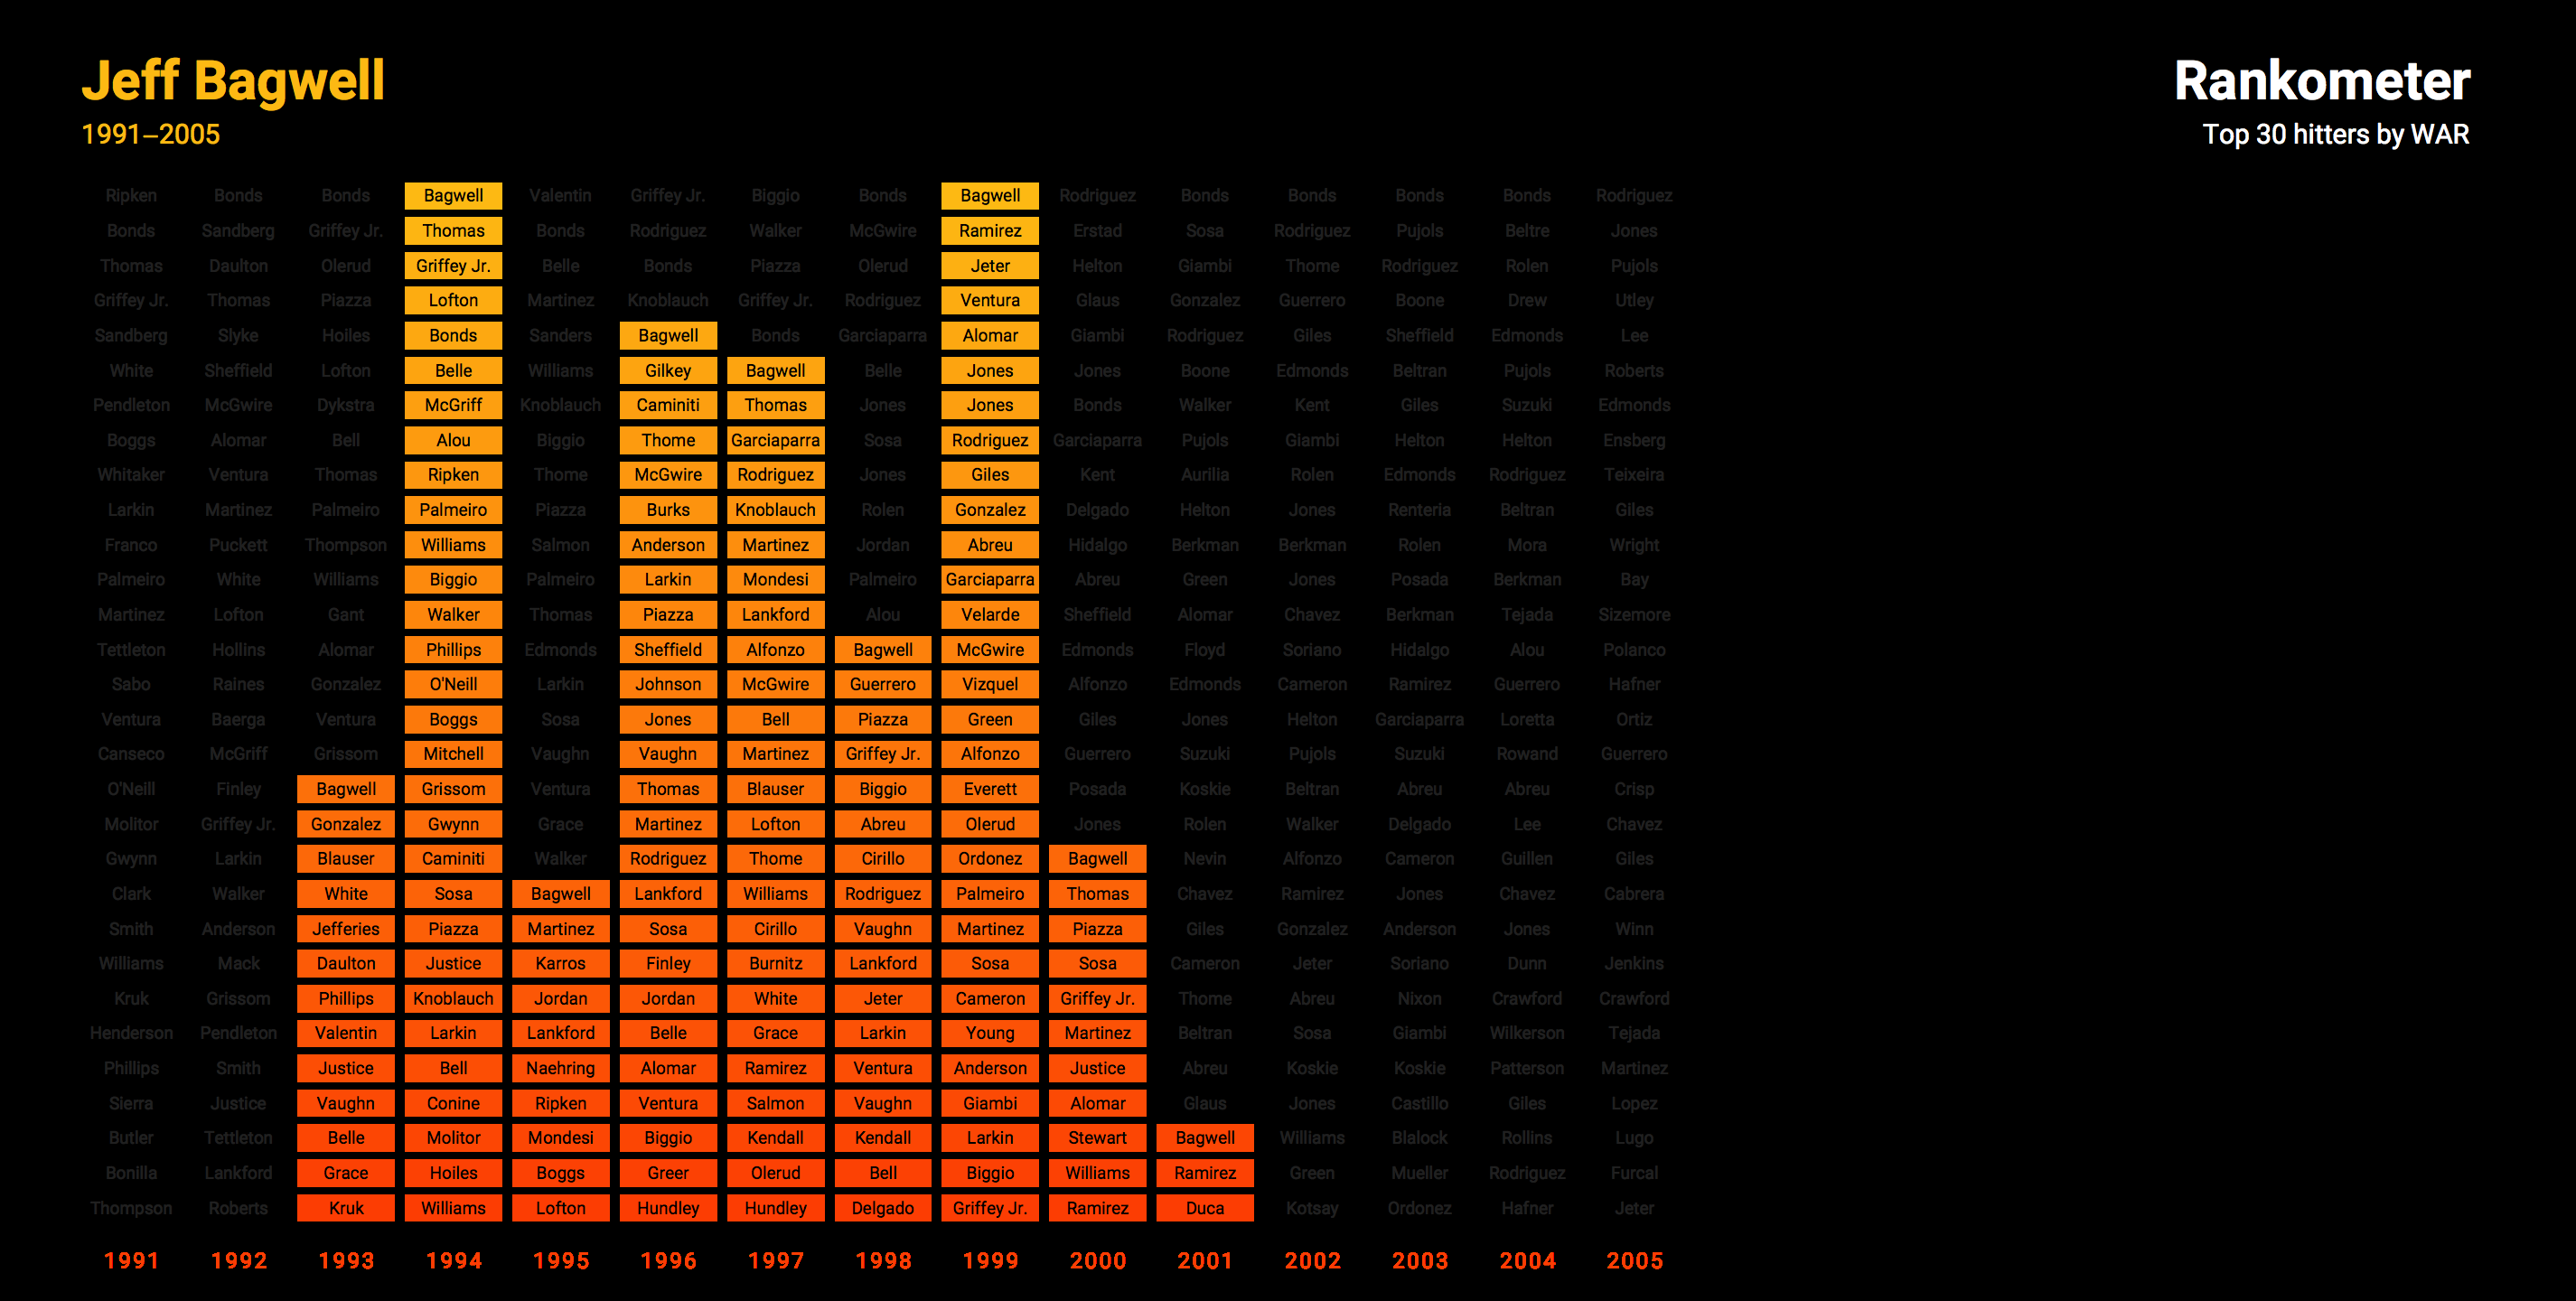 Jeff Bagwell
1991–2005
Rankometer
Top 30 hitters by WAR
Ripken Bonds Bonds Bagwell Valentin Griffey Jr. Biggio Bonds Bagwell Rodriguez Bonds Bonds Bonds Bonds Rodriguez
Bonds Sandberg Griffey Jr. Thomas Bonds Rodriguez Walker McGwire Ramirez Erstad Sosa Rodriguez Pujols Beltre Jones
Thomas Daulton Olerud Griffey Jr. Belle Bonds Piazza Olerud Jeter Helton Giambi Thome Rodriguez Rolen Pujols
Griffey Jr. Thomas Piazza Lofton Martinez Knoblauch Griffey Jr. Rodriguez Ventura Glaus Gonzalez Guerrero Boone Drew Utley
Sandberg Slyke Hoiles Bonds Sanders Bagwell Bonds Garciaparra Alomar Giambi Rodriguez Giles Sheffield Edmonds Lee
White Sheffield Lofton Belle Williams Gilkey Bagwell Belle Jones Jones Boone Edmonds Beltran Pujols Roberts
Pendleton McGwire Dykstra McGriff Knoblauch Caminiti Thomas Jones Jones Bonds Walker Kent Giles Suzuki Edmonds
Boggs Alomar Bell Alou Biggio Thome Garciaparra Sosa Rodriguez Garciaparra Pujols Giambi Helton Helton Ensberg
Whitaker Ventura Thomas Ripken Thome McGwire Rodriguez Jones Giles Kent Aurilia Rolen Edmonds Rodriguez Teixeira
Larkin Martinez Palmeiro Palmeiro Piazza Burks Knoblauch Rolen Gonzalez Delgado Helton Jones Renteria Beltran Giles
Franco Puckett Thompson Williams Salmon Anderson Martinez Jordan Abreu Hidalgo Berkman Berkman Rolen Mora Wright
Palmeiro White Williams Biggio Palmeiro Larkin Mondesi Palmeiro Garciaparra Abreu Green Jones Posada Berkman Bay
Martinez Lofton Gant Walker Thomas Piazza Lankford Alou Velarde Sheffield Alomar Chavez Berkman Tejada Sizemore
Tettleton Hollins Alomar Phillips Edmonds Sheffield Alfonzo Bagwell McGwire Edmonds Floyd Soriano Hidalgo Alou Polanco
Sabo Raines Gonzalez O'Neill Larkin Johnson McGwire Guerrero Vizquel Alfonzo Edmonds Cameron Ramirez Guerrero Hafner
Ventura Baerga Ventura Boggs Sosa Jones Bell Piazza Green Giles Jones Helton Garciaparra Loretta Ortiz
Canseco McGriff Grissom Mitchell Vaughn Vaughn Martinez Griffey Jr. Alfonzo Guerrero Suzuki Pujols Suzuki Rowand Guerrero
O'Neill Finley Bagwell Grissom Ventura Thomas Blauser Biggio Everett Posada Koskie Beltran Abreu Abreu Crisp
Molitor Griffey Jr. Gonzalez Gwynn Grace Martinez Lofton Abreu Olerud Jones Rolen Walker Delgado Lee Chavez
Gwynn Larkin Blauser Caminiti Walker Rodriguez Thome Cirillo Ordonez Bagwell Nevin Alfonzo Cameron Guillen Giles
Clark Walker White Sosa Bagwell Lankford Williams Rodriguez Palmeiro Thomas Chavez Ramirez Jones Chavez Cabrera
Smith Anderson Jefferies Piazza Martinez Sosa Cirillo Vaughn Martinez Piazza Giles Gonzalez Anderson Jones Winn
Williams Mack Daulton Justice Karros Finley Burnitz Lankford Sosa Sosa Cameron Jeter Soriano Dunn Jenkins
Kruk Grissom Phillips Knoblauch Jordan Jordan White Jeter Cameron Griffey Jr. Thome Abreu Nixon Crawford Crawford
Henderson Pendleton Valentin Larkin Lankford Belle Grace Larkin Young Martinez Beltran Sosa Giambi Wilkerson Tejada
Phillips Smith Justice Bell Naehring Alomar Ramirez Ventura Anderson Justice Abreu Koskie Koskie Patterson Martinez
Sierra Justice Vaughn Conine Ripken Ventura Salmon Vaughn Giambi Alomar Glaus Jones Castillo Giles Lopez
Butler Tettleton Belle Molitor Mondesi Biggio Kendall Kendall Larkin Stewart Bagwell Williams Blalock Rollins Lugo
Bonilla Lankford Grace Hoiles Boggs Greer Olerud Bell Biggio Williams Ramirez Green Mueller Rodriguez Furcal
Thompson Roberts Kruk Williams Lofton Hundley Hundley Delgado Griffey Jr. Ramirez Duca Kotsay Ordonez Hafner Jeter
1991 1992 1993 1994 1995 1996 1997 1998 1999 2000 2001 2002 2003 2004 2005